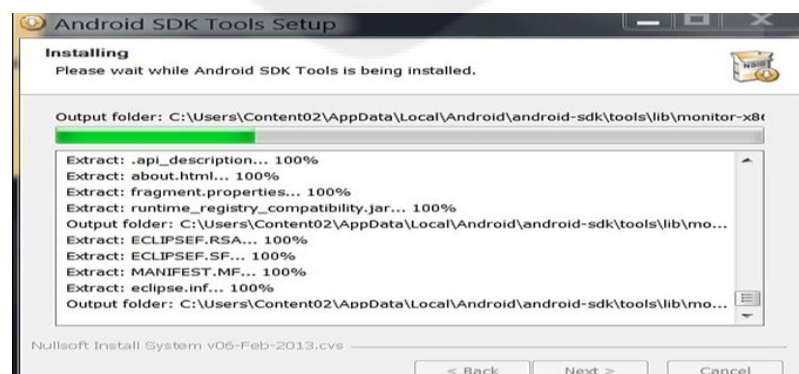 Android SDK Tools Setup
Installing
Please wait while Android SDK Tools is being installed.
Output folder: C:\Users\Content02\AppData\Local\Android\android-sdk\tools\lib\monitor-x86
Extract: .api_description... 100%
Extract: about.html... 100%
Extract: fragment.properties... 100%
Extract: runtime_registry_compatibility.jar... 100%
Output folder: C:\Users\Content02\AppData\Local\Android\android-sdk\tools\lib\mo...
Extract: ECLIPSEF.RSA... 100%
Extract: ECLIPSEF.SF... 100%
Extract: MANIFEST.MF... 100%
Extract: eclipse.inf... 100%
Output folder: C:\Users\Content02\AppData\Local\Android\android-sdk\tools\lib\mo...
Nullsoft Install System v06-Feb-2013.cvs
< Back Next > Cancel